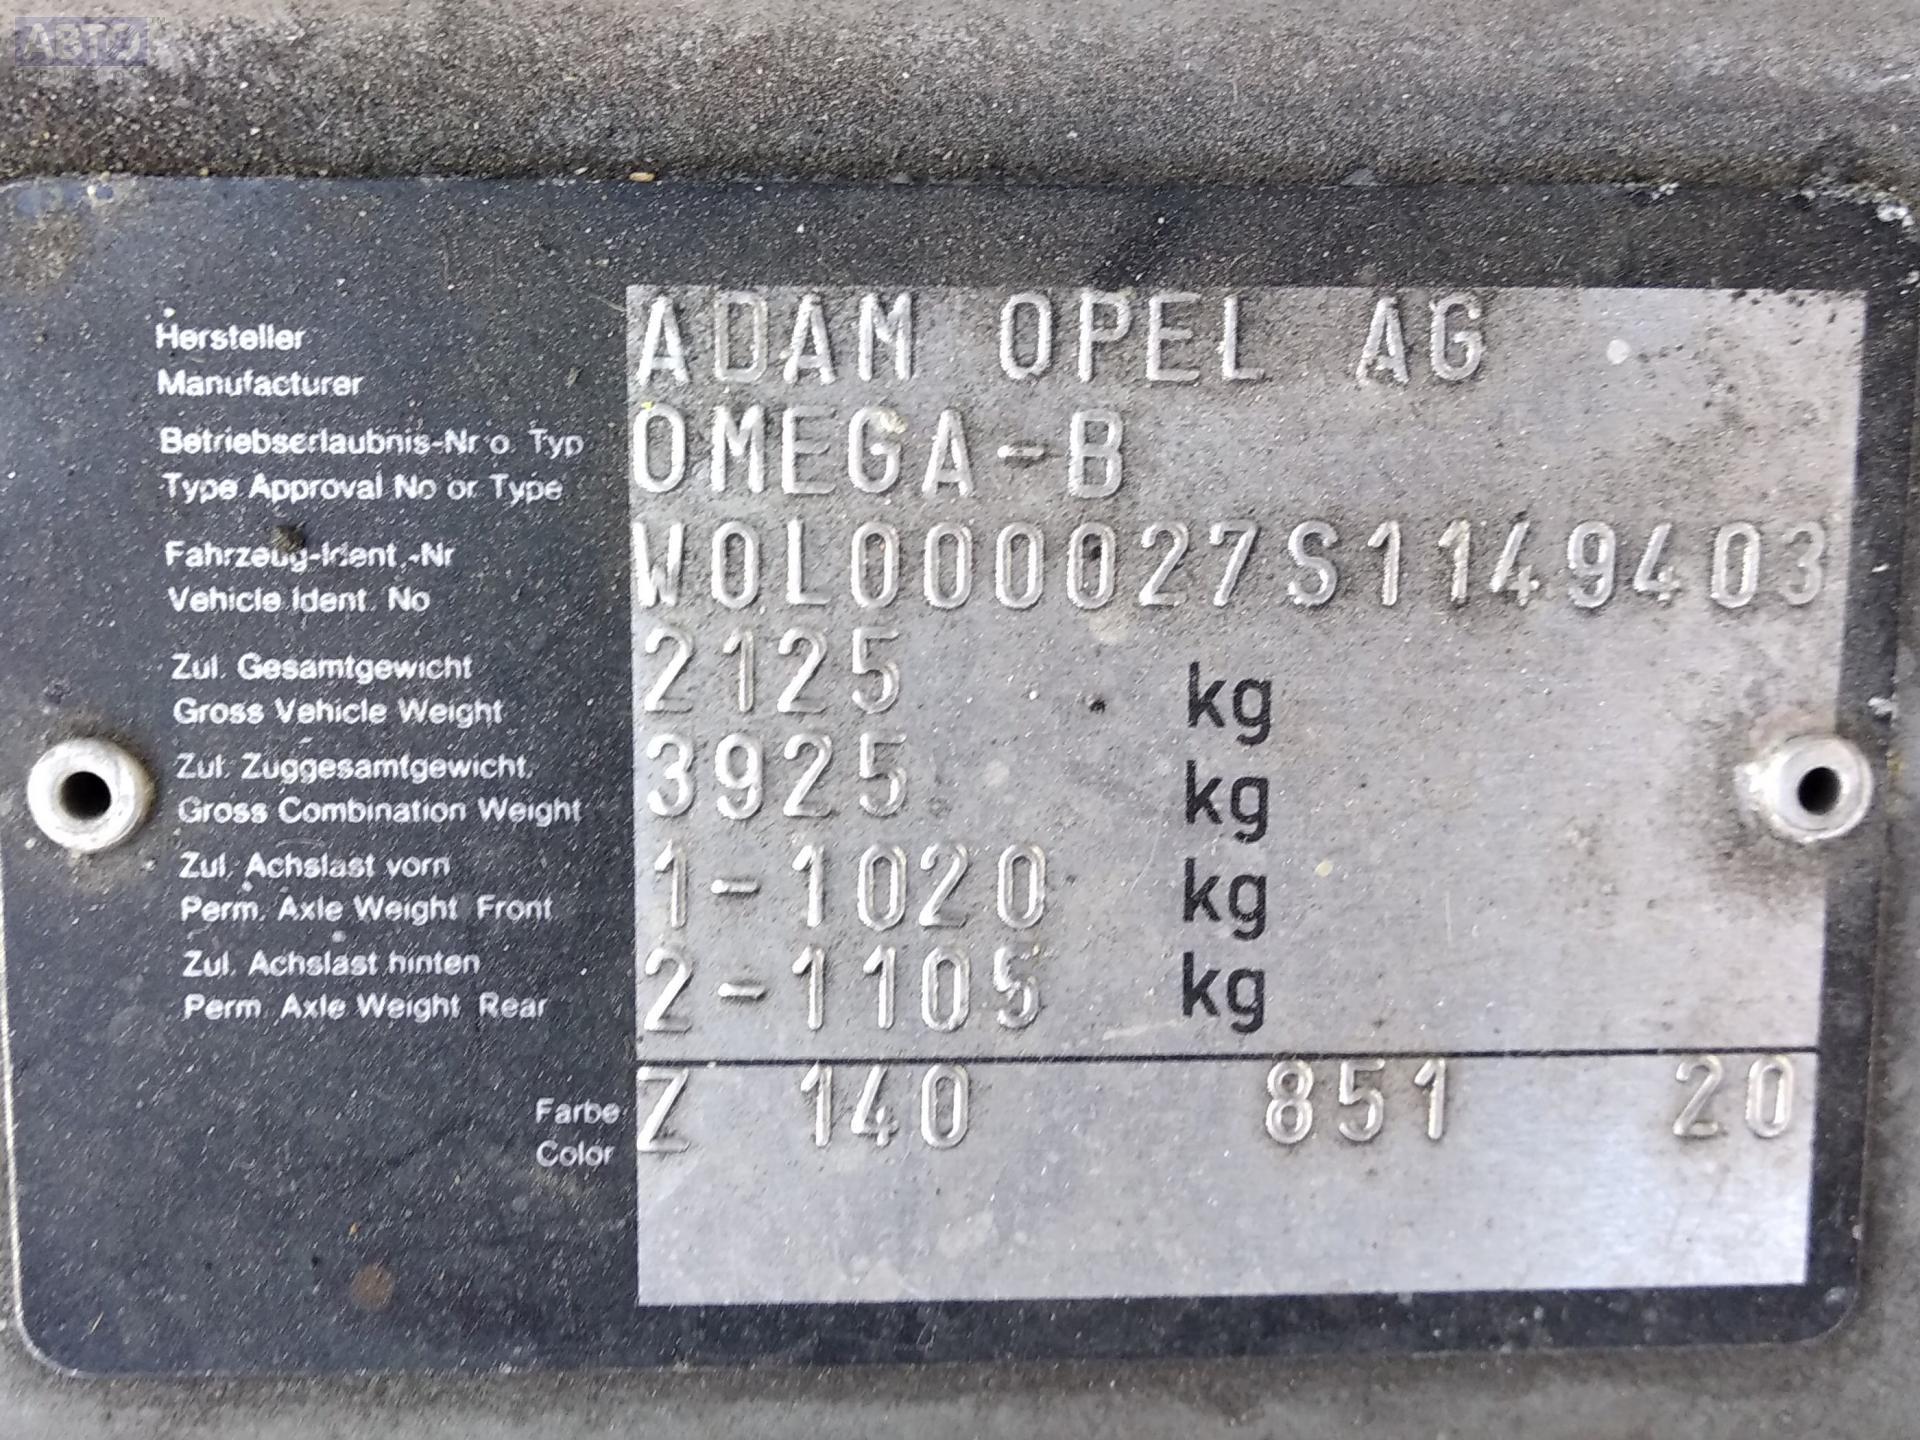 АВТО
Hersteller
Manufacturer
ADAM OPEL AG
Betriebserlaubnis-Nr o. Typ
Type Approval No or Type
OMEGA-B
Fahrzeug-Ident.-Nr
Vehicle Ident. No
W0L000027S1149403
Zul. Gesamtgewicht
Gross Vehicle Weight
2125 kg
Zul. Zuggesamtgewicht
Gross Combination Weight
3925 kg
Zul. Achslast vorn
Perm. Axle Weight Front
1-1020 kg
Zul. Achslast hinten
Perm. Axle Weight Rear
2-1105 kg
Farbe
Color
Z 140 851 20